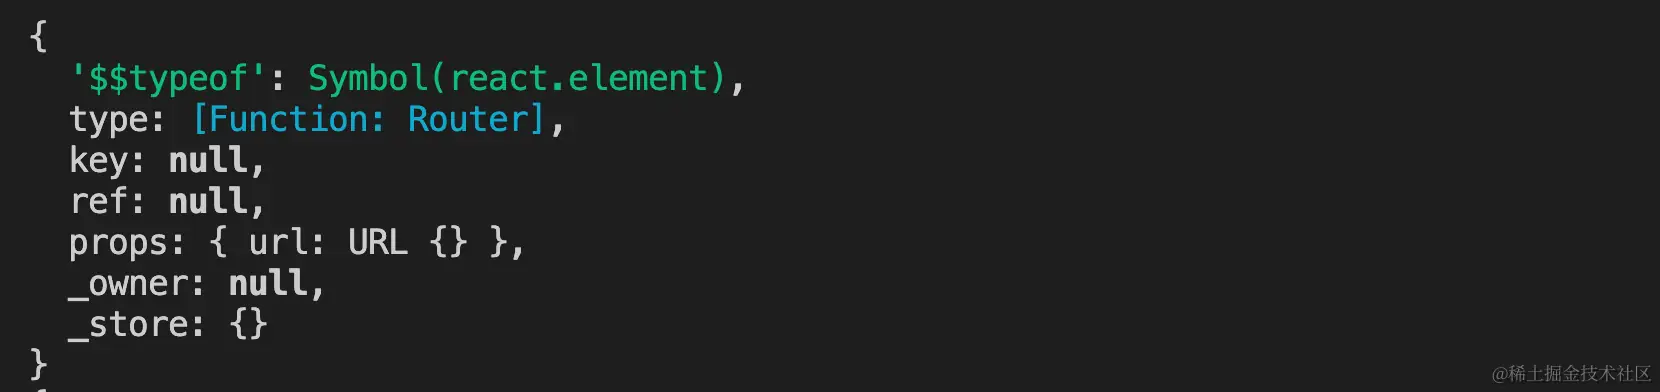 {
  '$$typeof': Symbol(react.element),
  type: [Function: Router],
  key: null,
  ref: null,
  props: { url: URL {} },
  _owner: null,
  _store: {}
}
@稀土掘金技术社区